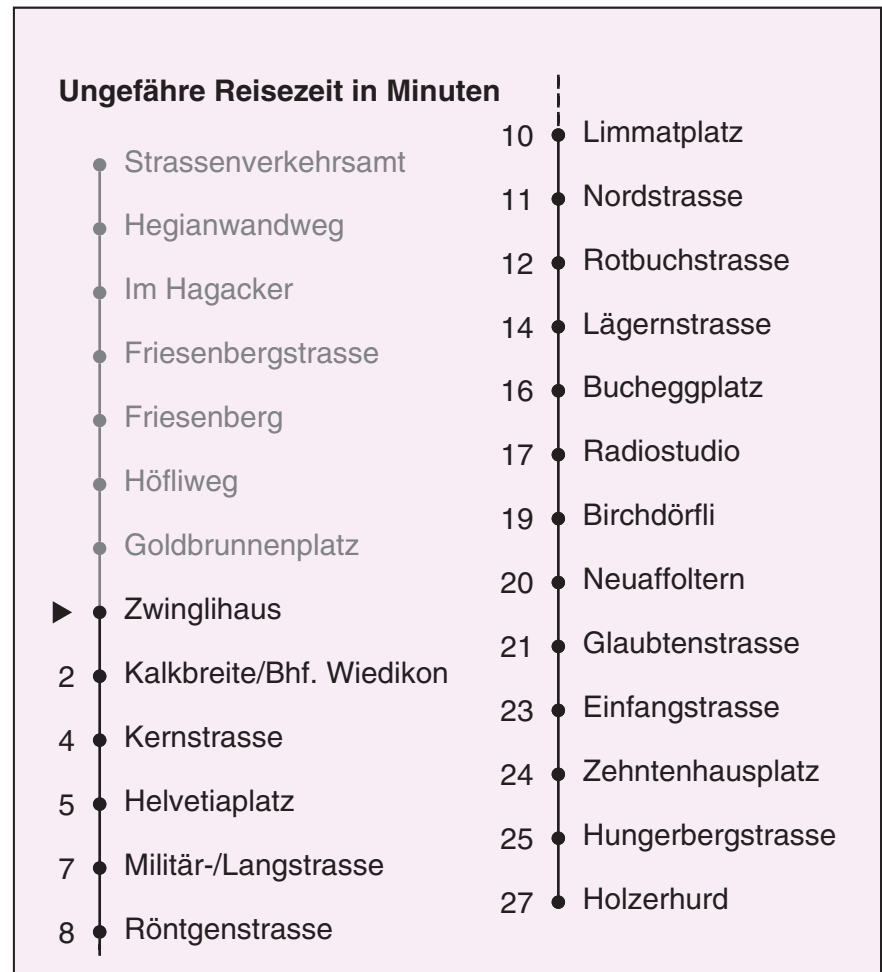 Ungefähre Reisezeit in Minuten
Strassenverkehrsamt
Hegianwandweg
Im Hagacker
Friesenbergstrasse
Friesenberg
Höfliweg
Goldbrunnenplatz
Zwinglihaus
2 Kalkbreite/Bhf. Wiedikon
4 Kernstrasse
5 Helvetiaplatz
7 Militär-/Langstrasse
8 Röntgenstrasse
10 Limmatplatz
11 Nordstrasse
12 Rotbuchstrasse
14 Lägernstrasse
16 Bucheggplatz
17 Radiostudio
19 Birchdörfli
20 Neuaffoltern
21 Glaubtenstrasse
23 Einfangstrasse
24 Zehntenhausplatz
25 Hungerbergstrasse
27 Holzerhurd